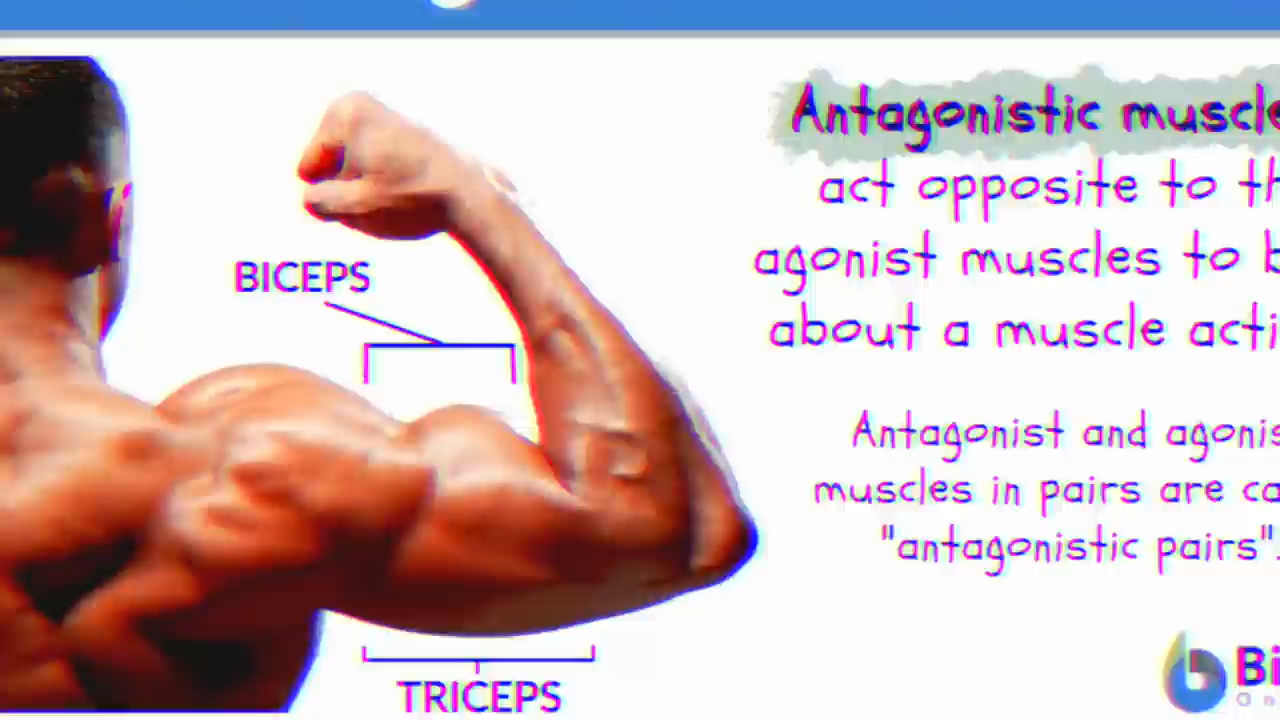 Antagonistic muscle
act opposite to th
agonist muscles to b
about a muscle acti
BICEPS
Antagonist and agonis
muscles in pairs are ca
"antagonistic pairs".
TRICEPS
Bi